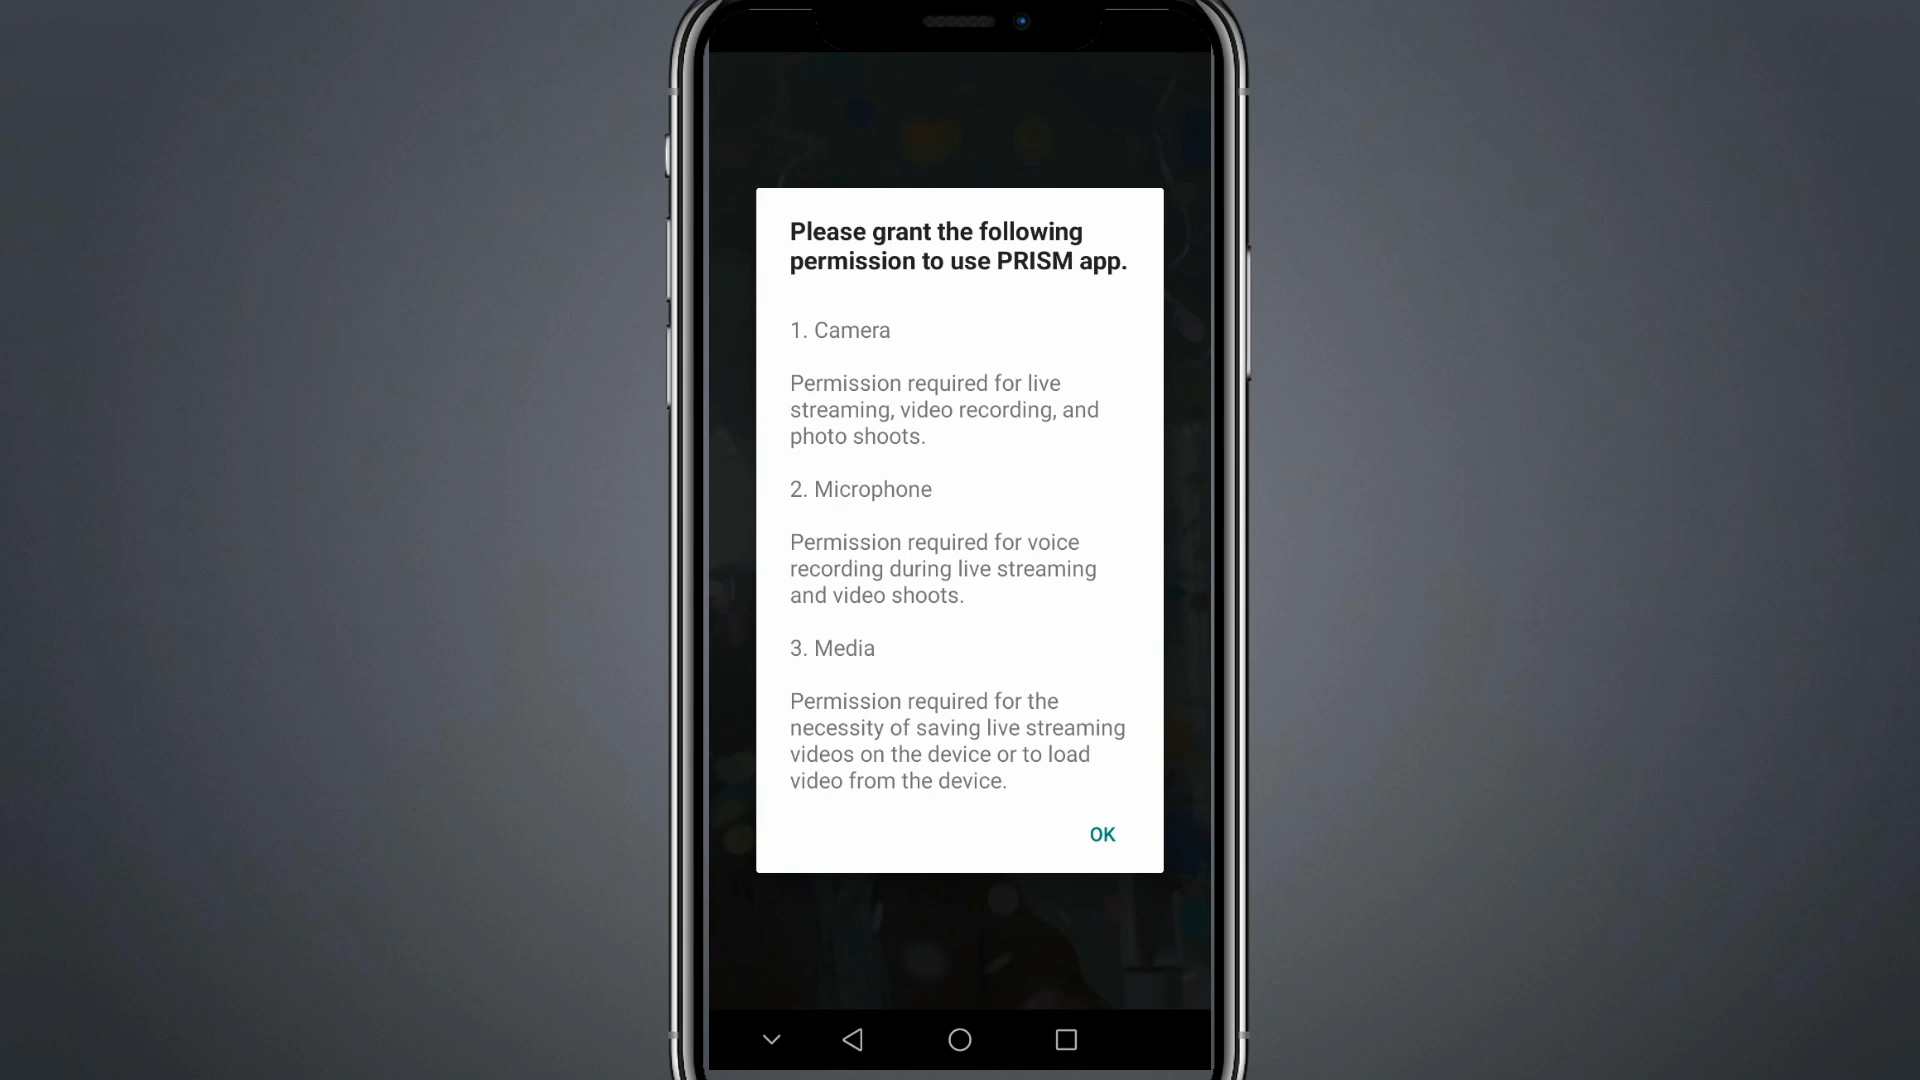 Please grant the following
permission to use PRISM app.
1. Camera
Permission required for live
streaming, video recording, and
photo shoots.
2. Microphone
Permission required for voice
recording during live streaming
and video shoots.
3. Media
Permission required for the
necessity of saving live streaming
videos on the device or to load
video from the device.
OK